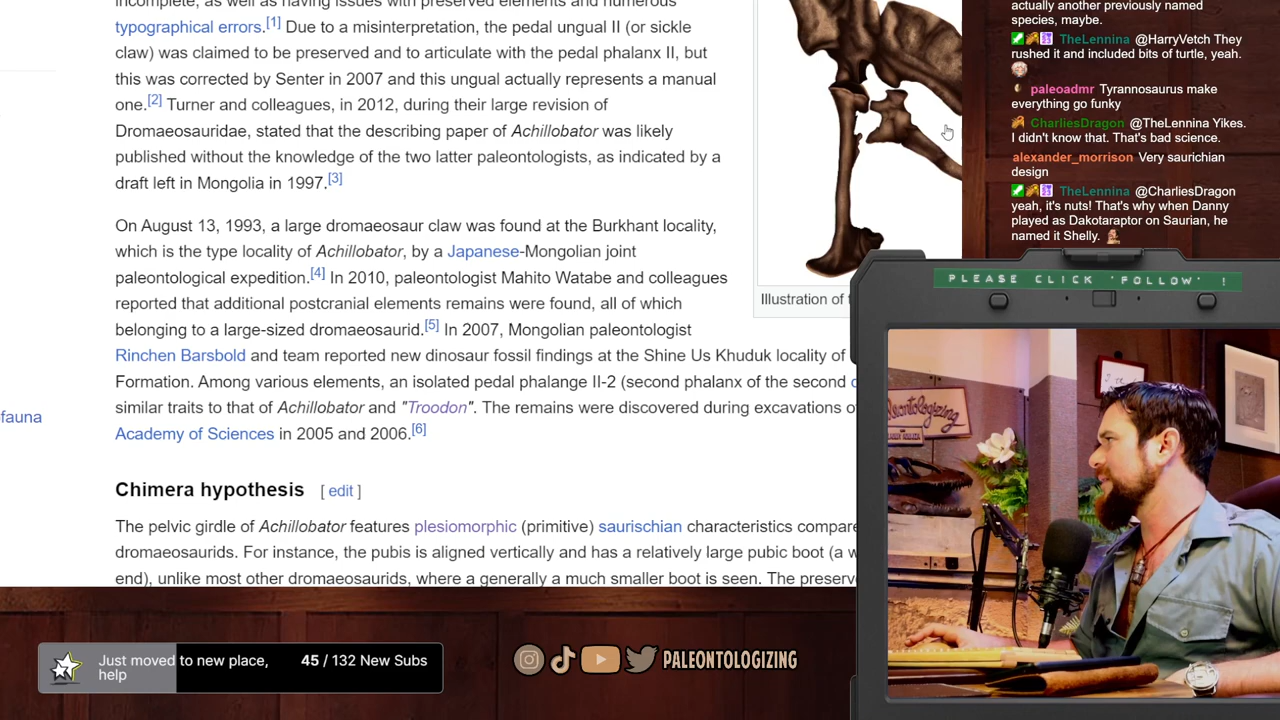 incomplete, as well as having issues with preserved elements and numerous
typographical errors.[1] Due to a misinterpretation, the pedal ungual II (or sickle
claw) was claimed to be preserved to articulate with the pedal phalanx II, but
this was corrected by Senter in 2007 and this ungual actually represents a manual
one.[2] Turner and colleagues, in 2012, during their large revision of
Dromaeosauridae, stated that the describing paper of Achillobator was likely
published without the knowledge of the two latter paleontologists, as indicated by a
draft left in Mongolia in 1997.[3]
On August 13, 1993, a large dromaeosaur claw was found at the Burkhant locality,
which is the type locality of Achillobator, by a Japanese-Mongolian joint
paleontological expedition.[4] In 2010, paleontologist Mahito Watabe and colleagues
reported that additional postcranial elements remains were found, all of which
belonging to a large-sized dromaeosaurid.[5] In 2007, Mongolian paleontologist
Rinchen Barsbold and team reported new dinosaur fossil findings at the Shine Us Khuduk locality of
Formation. Among various elements, an isolated pedal phalange II-2 (second phalanx of the second
similar traits to that of Achillobator and "Troodon". The remains were discovered during excavations
Academy of Sciences in 2005 and 2006.[6]
fauna
Chimera hypothesis [ edit ]
The pelvic girdle of Achillobator features plesiomorphic (primitive) saurischian characteristics compare
dromaeosaurids. For instance, the pubis is aligned vertically and has a relatively large pubic boot (a
end), unlike most other dromaeosaurids, where a generally a much smaller boot is seen. The preserve
Illustration of
actually another previously named
species, maybe.
TheLennina @HarryVetch They
rushed it and included bits of turtle, yeah.
paleoadmr Tyrannosaurus make
everything go funky
CharliesDragon @TheLennina Yikes.
I didn't know that. That's bad science.
alexander_morrison Very saurichian
design
TheLennina @CharliesDragon
yeah, it's nuts! That's why when Danny
played as Dakotaraptor on Saurian, he
named it Shelly.
PLEASE CLICK 'FOLLOW' !
Just moved to new place,
help
45 / 132 New Subs
PALEONTOLOGIZING